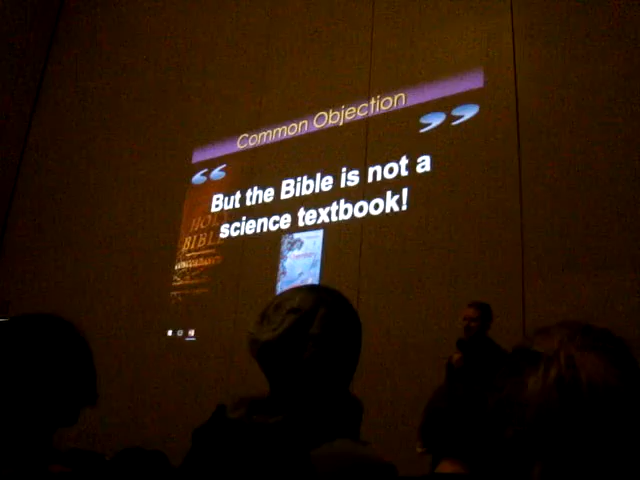 Common Objection
“
”
But the Bible is not a
science textbook!
HOLY
BIBLE